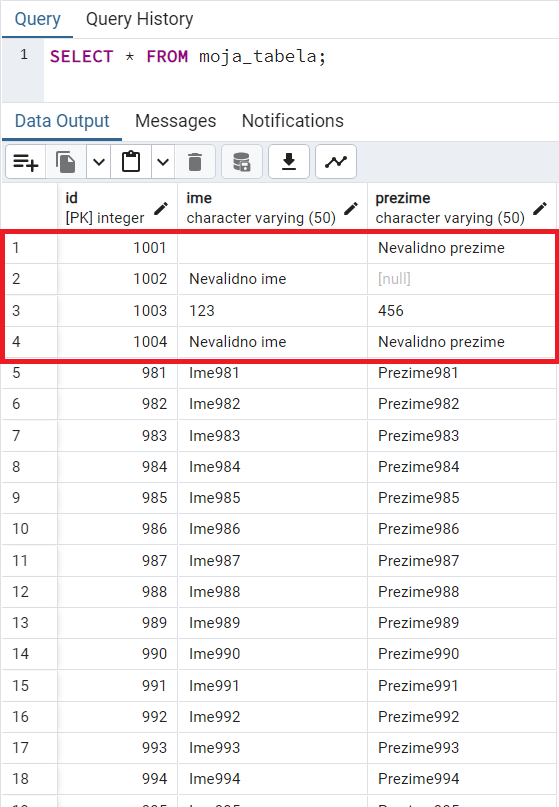 Query Query History
1 SELECT * FROM moja_tabela;
Data Output Messages Notifications
id ime prezime
[PK] integer character varying (50) character varying (50)
1 1001 Nevalidno prezime
2 1002 Nevalidno ime [null]
3 1003 123 456
4 1004 Nevalidno ime Nevalidno prezime
5 981 Ime981 Prezime981
6 982 Ime982 Prezime982
7 983 Ime983 Prezime983
8 984 Ime984 Prezime984
9 985 Ime985 Prezime985
10 986 Ime986 Prezime986
11 987 Ime987 Prezime987
12 988 Ime988 Prezime988
13 989 Ime989 Prezime989
14 990 Ime990 Prezime990
15 991 Ime991 Prezime991
16 992 Ime992 Prezime992
17 993 Ime993 Prezime993
18 994 Ime994 Prezime994